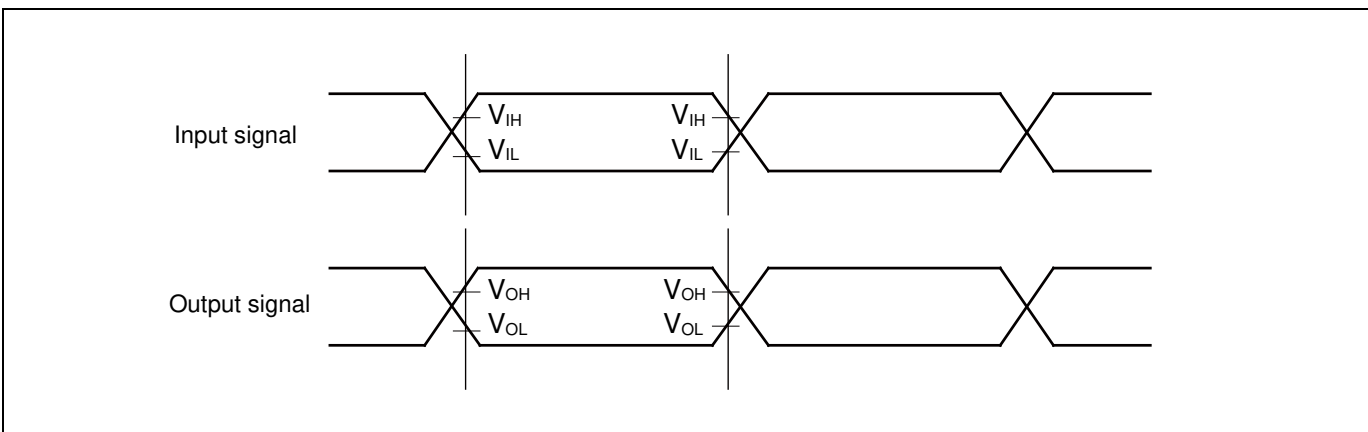 Input signal
VIH
VIH
VIL
VIL
Output signal
VOH
VOH
VOL
VOL